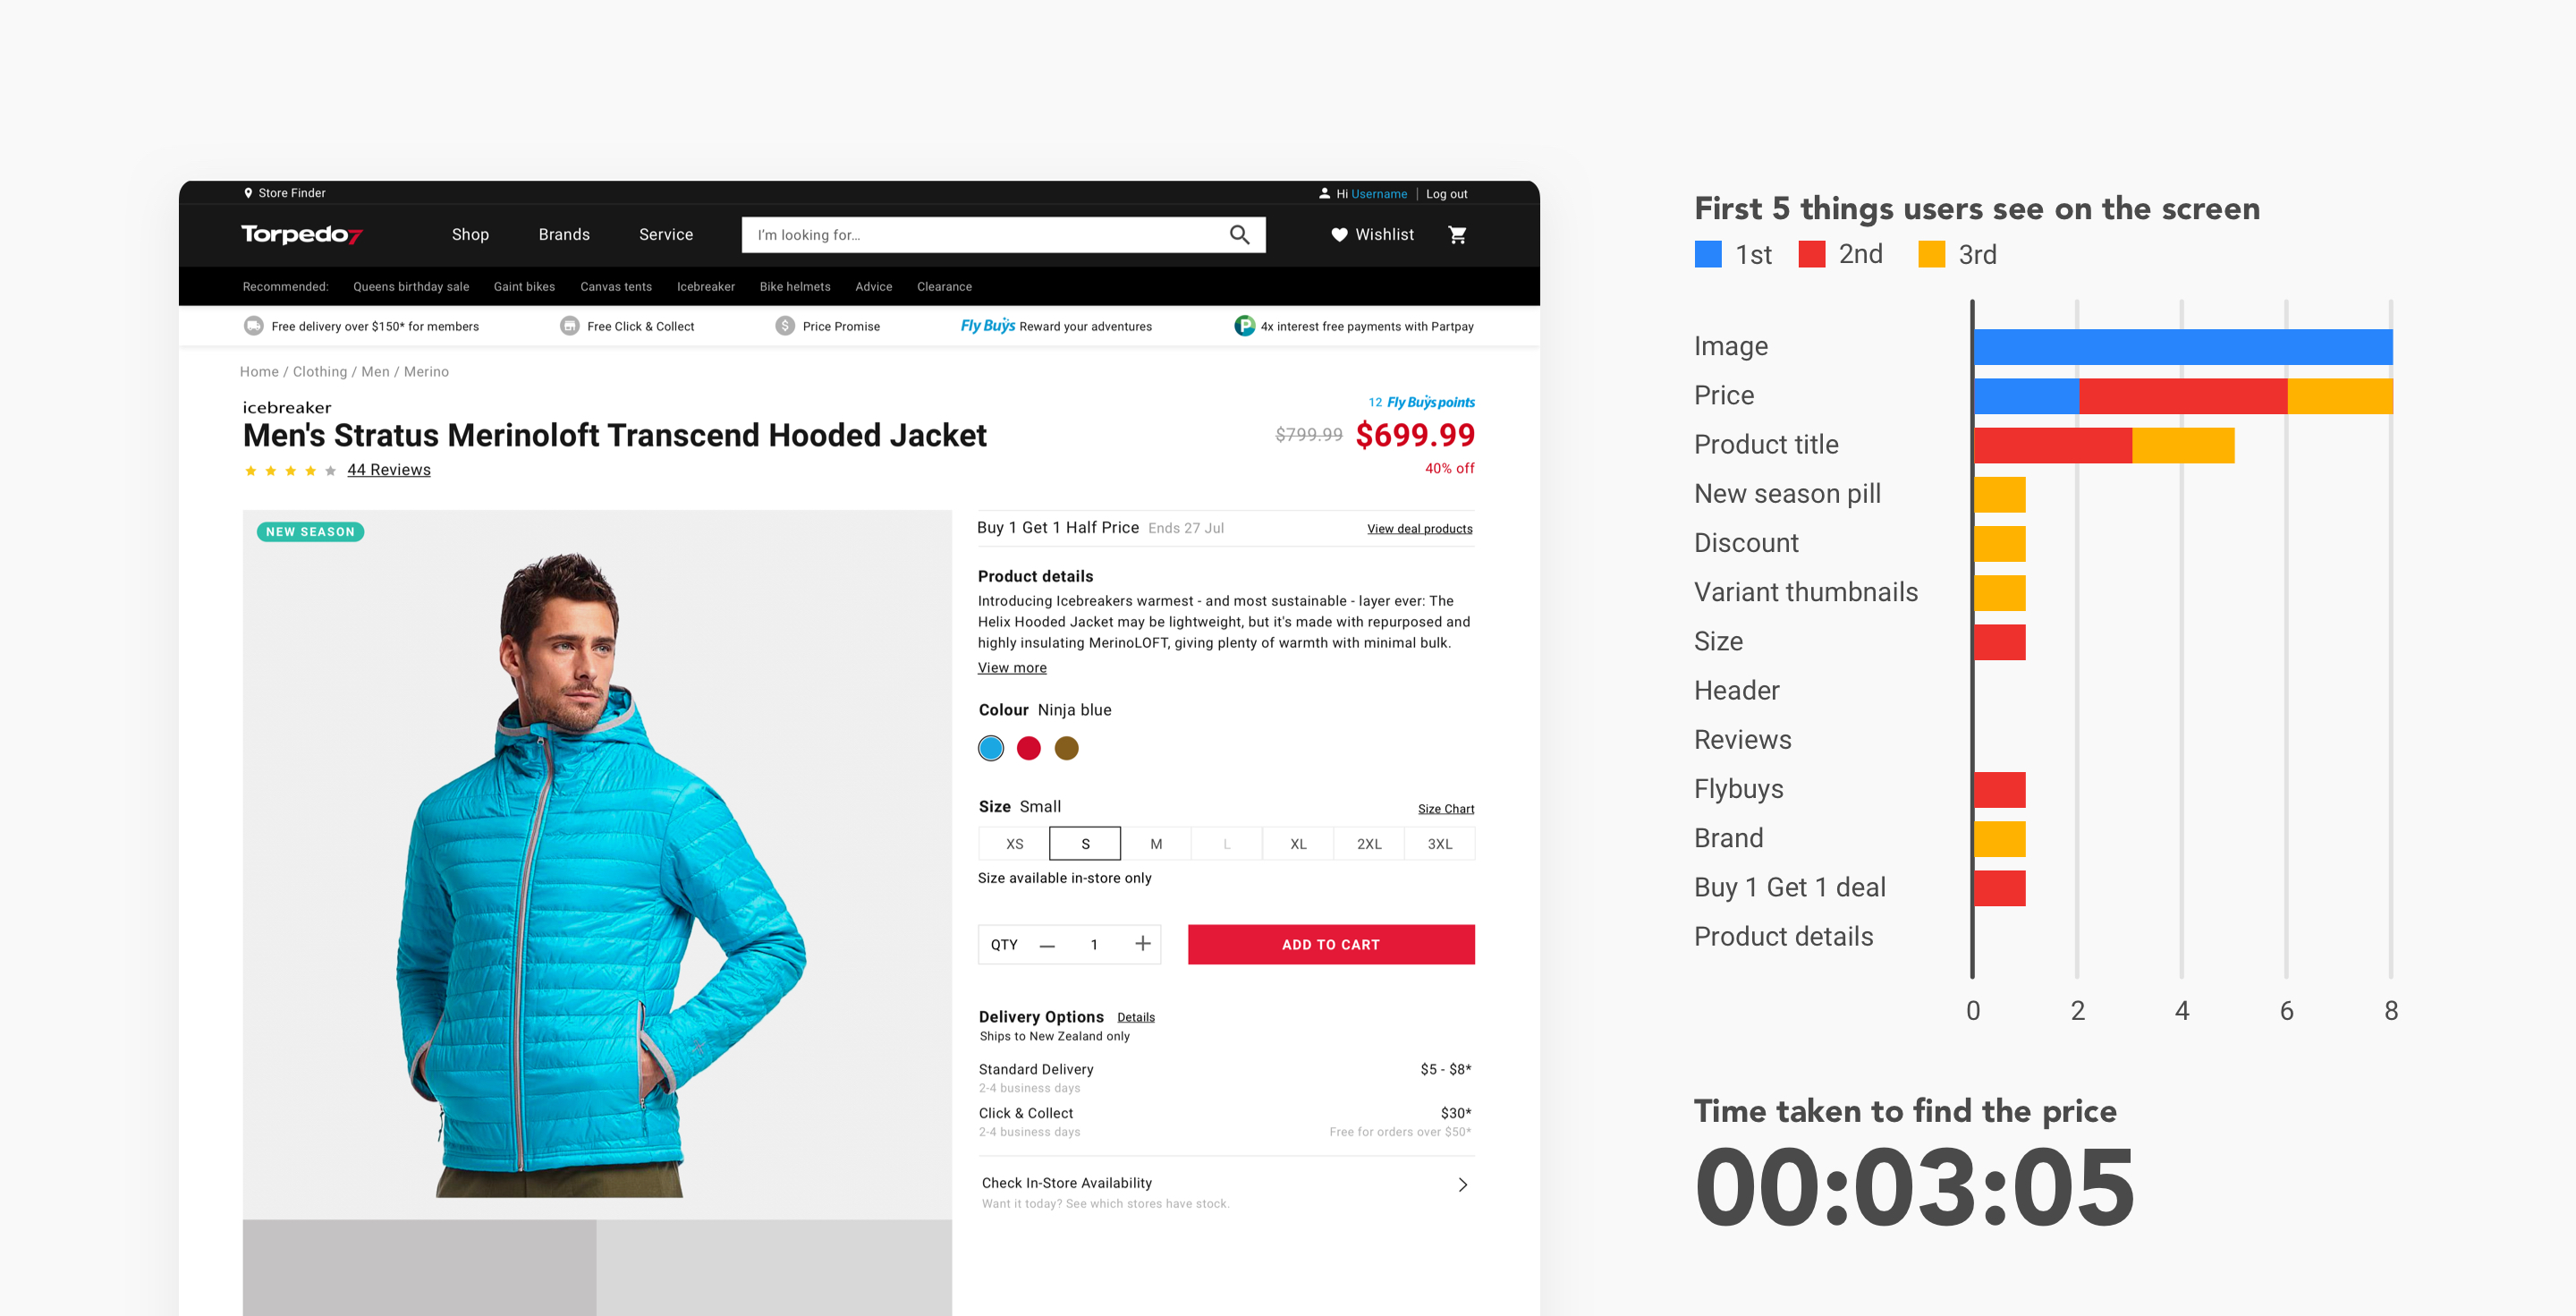 Store Finder
Hi Username | Log out
Torpedo7
Shop
Brands
Service
I'm looking for...
Wishlist
Recommended:
Queens birthday sale
Gaint bikes
Canvas tents
Icebreaker
Bike helmets
Advice
Clearance
Free delivery over $150* for members
Free Click & Collect
$ Price Promise
Fly Buys Reward your adventures
P 4x interest free payments with Partpay
Home / Clothing / Men / Merino
icebreaker
Men's Stratus Merinoloft Transcend Hooded Jacket
44 Reviews
12 Fly Buys points
$799.99 $699.99
40% off
NEW SEASON
Buy 1 Get 1 Half Price Ends 27 Jul
View deal products
Product details
Introducing Icebreakers warmest - and most sustainable - layer ever: The
Helix Hooded Jacket may be lightweight, but it's made with repurposed and
highly insulating MerinoLOFT, giving plenty of warmth with minimal bulk.
View more
Colour Ninja blue
Size Small
Size Chart
XS S M L XL 2XL 3XL
Size available in-store only
QTY — 1 +
ADD TO CART
Delivery Options Details
Ships to New Zealand only
Standard Delivery $5 - $8*
2-4 business days
Click & Collect $30*
2-4 business days Free for orders over $50*
Check In-Store Availability
Want it today? See which stores have stock.
First 5 things users see on the screen
1st 2nd 3rd
Image
Price
Product title
New season pill
Discount
Variant thumbnails
Size
Header
Reviews
Flybuys
Brand
Buy 1 Get 1 deal
Product details
0 2 4 6 8
Time taken to find the price
00:03:05